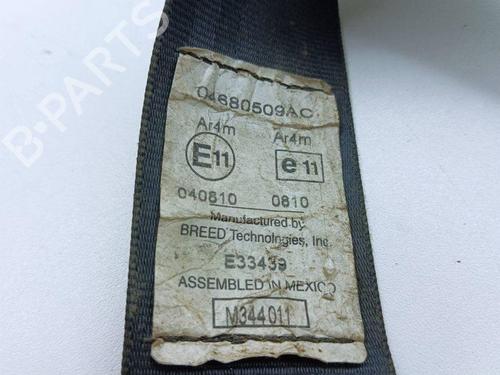 B-PARTS
04680509AC
Ar4m Ar4m
E11 e11
040810 0810
Manufactured by
BREED Technologies, Inc.
E33439
ASSEMBLED IN MEXICO
M344011